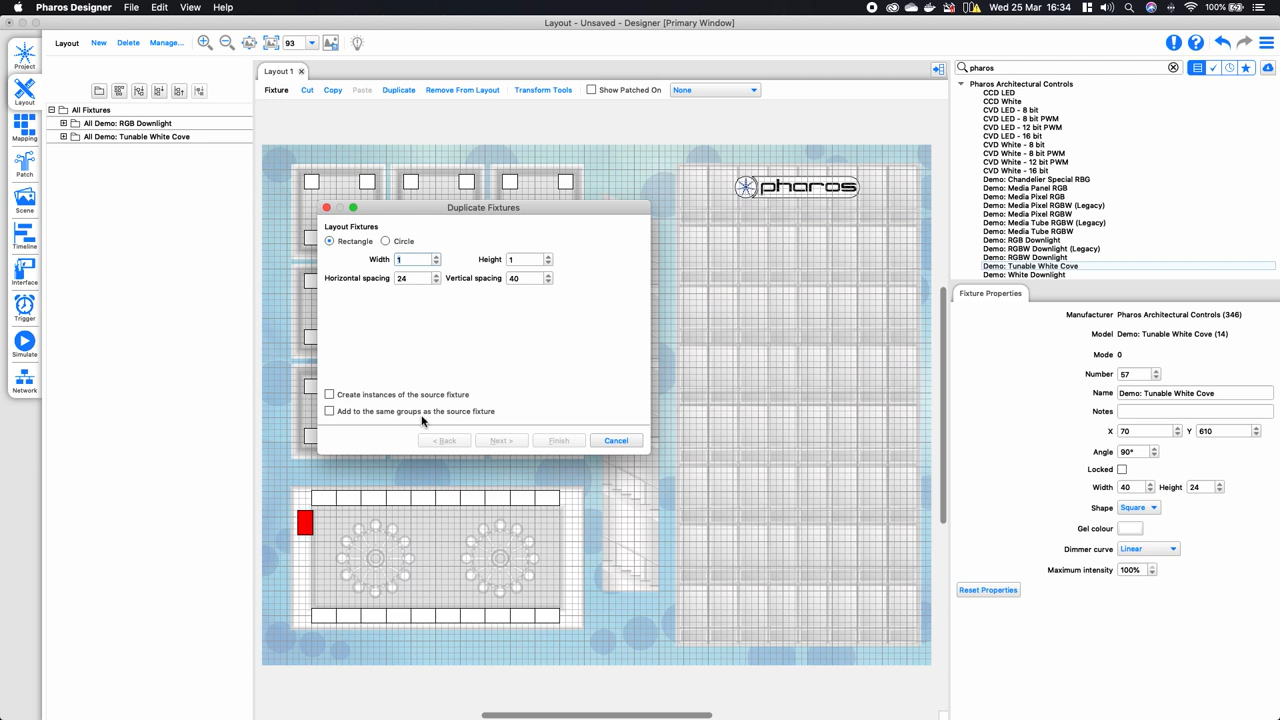 Pharos Designer File Edit View Help 100% Wed 25 Mar 16:34
Layout - Unsaved - Designer [Primary Window]
Project
Layout
Mapping
Patch
Scene
Timeline
Interface
Trigger
Simulate
Network
Layout New Delete Manage... 93
All Fixtures
All Demo: RGB Downlight
All Demo: Tunable White Cove
Layout 1
Fixture Cut Copy Paste Duplicate Remove From Layout Transform Tools Show Patched On None
pharos
Duplicate Fixtures
Layout Fixtures
Rectangle Circle
Width 1 Height 1
Horizontal spacing 24 Vertical spacing 40
Create instances of the source fixture
Add to the same groups as the source fixture
< Back Next > Finish Cancel
pharos
Pharos Architectural Controls
CCD LED
CCD White
CVD LED - 8 bit
CVD LED - 8 bit PWM
CVD LED - 12 bit PWM
CVD LED - 16 bit
CVD White - 8 bit
CVD White - 8 bit PWM
CVD White - 12 bit PWM
CVD White - 16 bit
Demo: Chandelier Special RBG
Demo: Media Panel RGB
Demo: Media Pixel RGB
Demo: Media Pixel RGBW (Legacy)
Demo: Media Pixel RGBW
Demo: Media Tube RGBW (Legacy)
Demo: Media Tube RGBW
Demo: RGB Downlight
Demo: RGBW Downlight (Legacy)
Demo: RGBW Downlight
Demo: Tunable White Cove
Demo: White Downlight
Fixture Properties
Manufacturer Pharos Architectural Controls (346)
Model Demo: Tunable White Cove (14)
Mode 0
Number 57
Name Demo: Tunable White Cove
Notes
X 70 Y 610
Angle 90°
Locked
Width 40 Height 24
Shape Square
Gel colour
Dimmer curve Linear
Maximum intensity 100%
Reset Properties